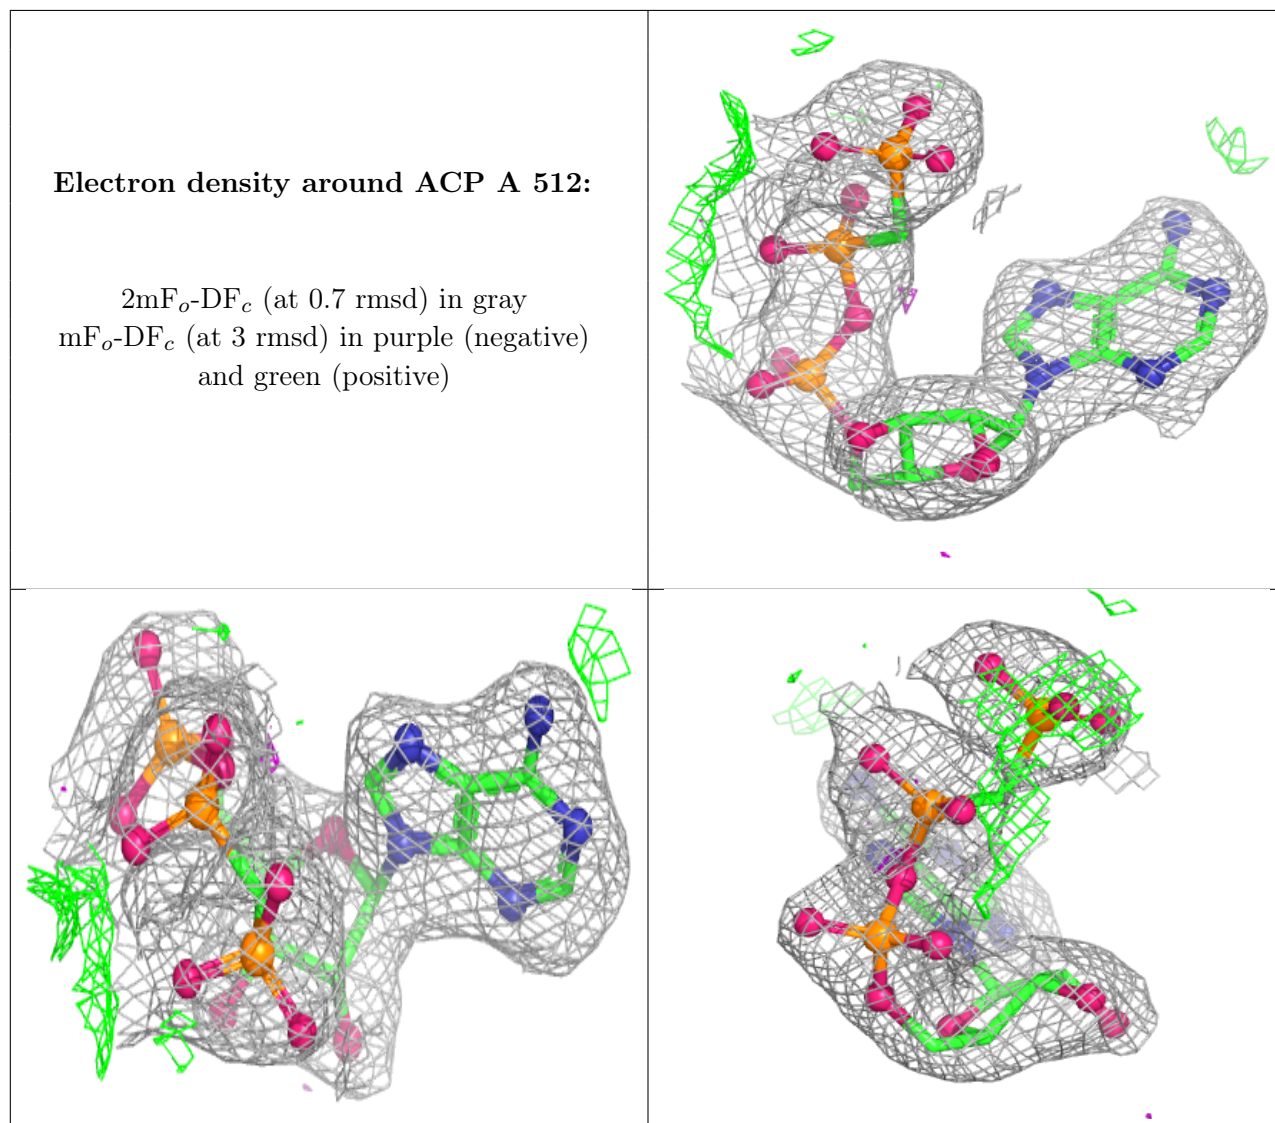 Electron density around ACP A 512:
2mFₒ-DF𝒸 (at 0.7 rmsd) in gray
mFₒ-DF𝒸 (at 3 rmsd) in purple (negative)
and green (positive)